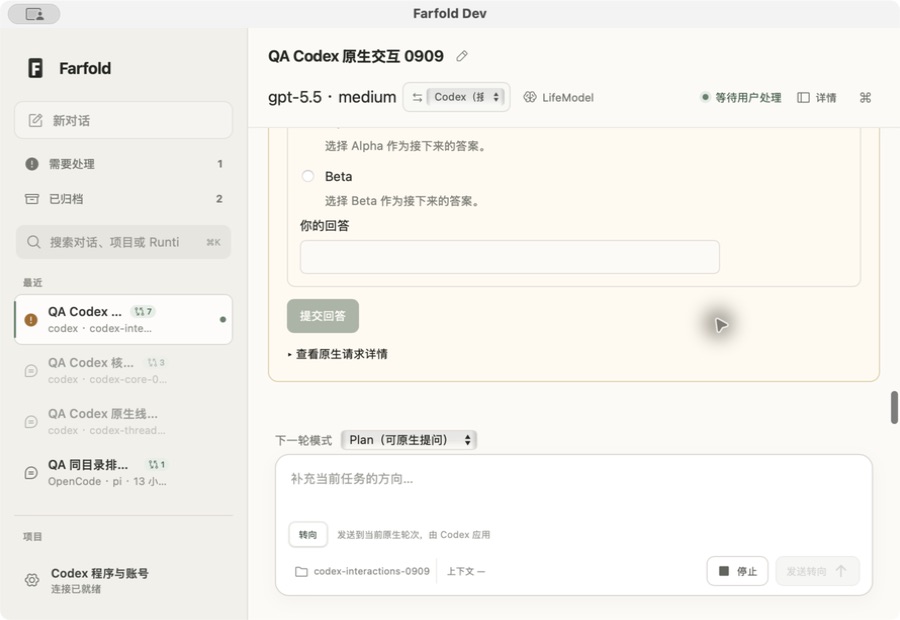 Farfold Dev
Farfold
新对话
需要处理 1
已归档 2
搜索对话、项目或 Runti ⌘K
最近
QA Codex ... 7
codex · codex-inte...
QA Codex 核... 3
codex · codex-core-0...
QA Codex 原生线...
codex · codex-thread...
QA 同目录排... 1
OpenCode · pi · 13 小...
项目
Codex 程序与账号
连接已就绪
QA Codex 原生交互 0909
gpt-5.5 · medium Codex（推 LifeModel 等待用户处理 详情 ⌘
选择 Alpha 作为接下来的答案。
Beta
选择 Beta 作为接下来的答案。
你的回答
提交回答
查看原生请求详情
下一轮模式 Plan（可原生提问）
补充当前任务的方向...
转向 发送到当前原生轮次，由 Codex 应用
codex-interactions-0909 上下文 — 停止 发送转向